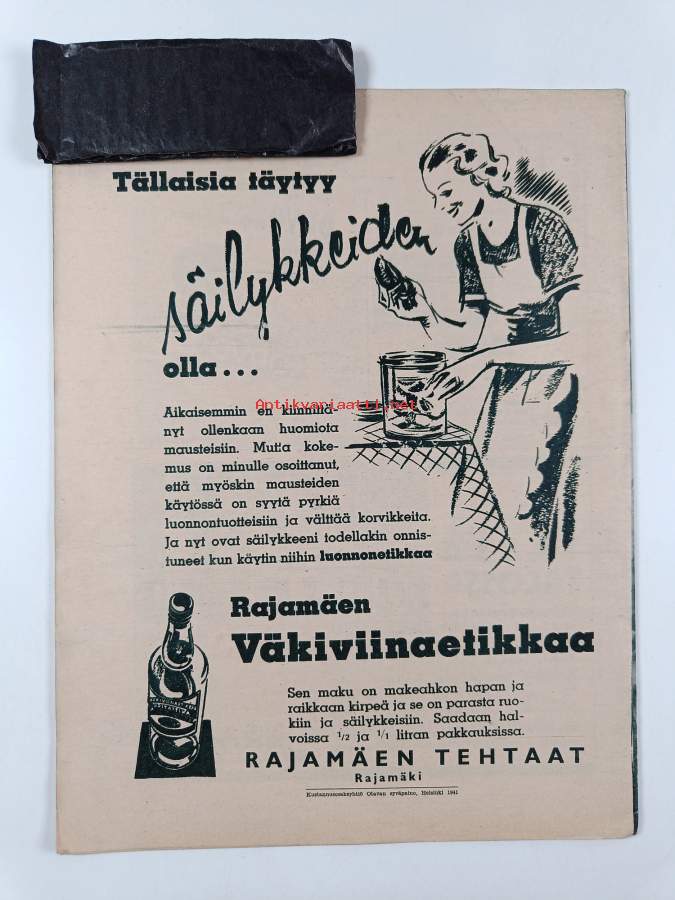 Tällaisia täytyy
säilykkeiden
olla...
Antikvariaatti.net
Aikaisemmin en kiinnittä-
nyt ollenkaan huomiota
mausteisiin. Mutta koke-
mus on minulle osoittanut,
että myöskin mausteiden
käytössä on syytä pyrkiä
luonnontuotteisiin ja välttää korvikkeita.
Ja nyt ovat säilykkeeni todellakin onnis-
tuneet kun käytin niihin luonnonetikkaa
Rajamäen
Väkiviinaetikkaa
Sen maku on makeahkon hapan ja
raikkaan kirpeä ja se on parasta ruo-
kiin ja säilykkeisiin. Saadaan hal-
voissa 1/2 ja 1/1 litran pakkauksissa.
RAJAMÄEN TEHTAAT
Rajamäki
Kustannusosakeyhtiö Otavan syväpaino, Helsinki 1941